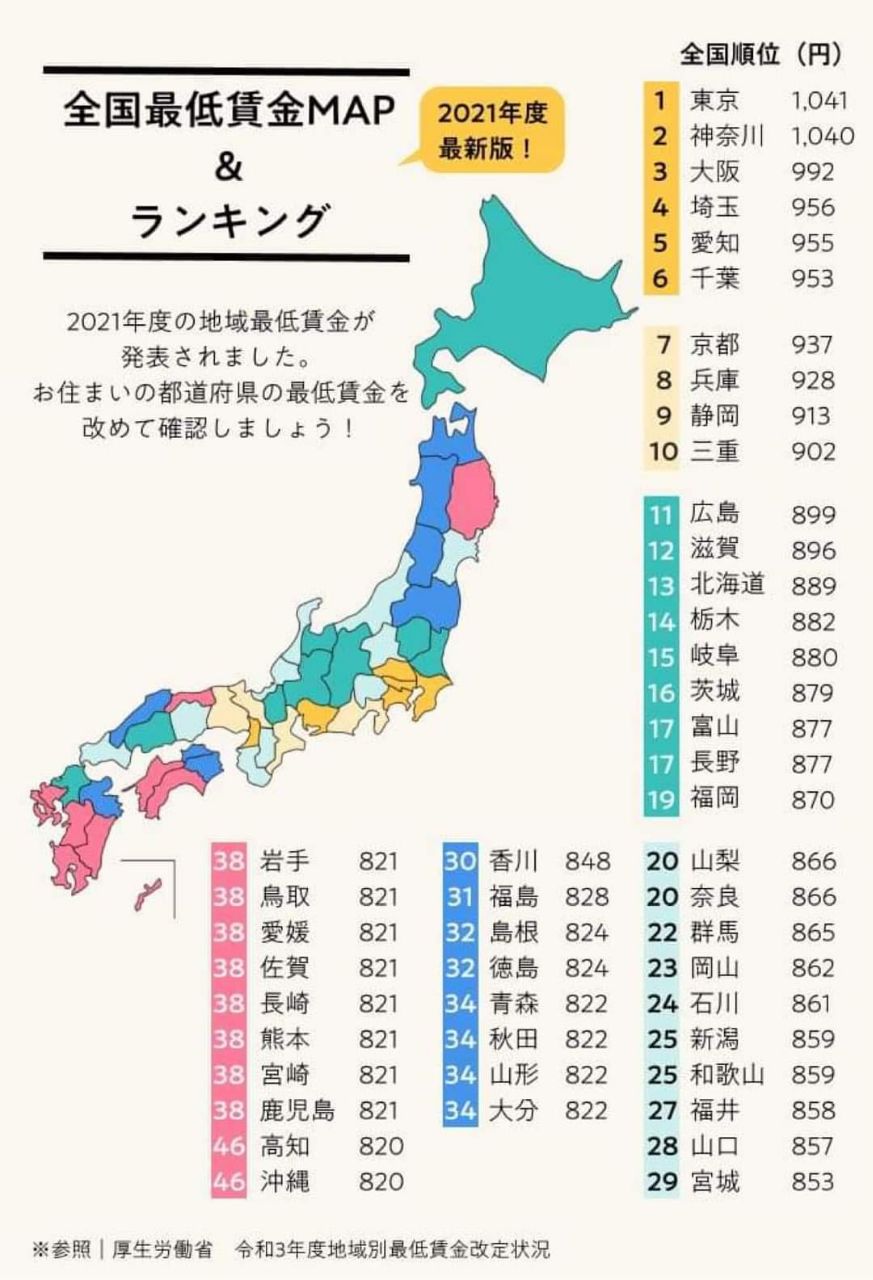 全国最低賃金MAP
&
ランキング
2021年度
最新版！
2021年度の地域最低賃金が
発表されました。
お住まいの都道府県の最低賃金を
改めて確認しましょう！
全国順位（円）
1 東京 1,041
2 神奈川 1,040
3 大阪 992
4 埼玉 956
5 愛知 955
6 千葉 953
7 京都 937
8 兵庫 928
9 静岡 913
10 三重 902
11 広島 899
12 滋賀 896
13 北海道 889
14 栃木 882
15 岐阜 880
16 茨城 879
17 富山 877
17 長野 877
19 福岡 870
20 山梨 866
20 奈良 866
22 群馬 865
23 岡山 862
24 石川 861
25 新潟 859
25 和歌山 859
27 福井 858
28 山口 857
29 宮城 853
30 香川 848
31 福島 828
32 島根 824
32 徳島 824
34 青森 822
34 秋田 822
34 山形 822
34 大分 822
38 岩手 821
38 鳥取 821
38 愛媛 821
38 佐賀 821
38 長崎 821
38 熊本 821
38 宮崎 821
38 鹿児島 821
46 高知 820
46 沖縄 820
※参照｜厚生労働省　令和3年度地域別最低賃金改定状況